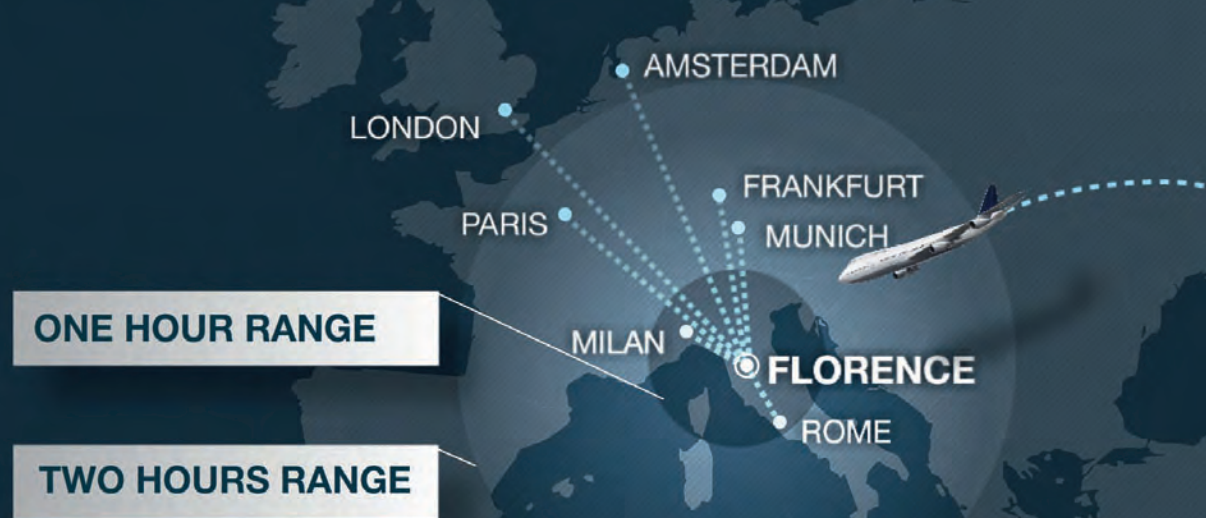 AMSTERDAM
LONDON
FRANKFURT
PARIS
MUNICH
ONE HOUR RANGE
MILAN
FLORENCE
ROME
TWO HOURS RANGE